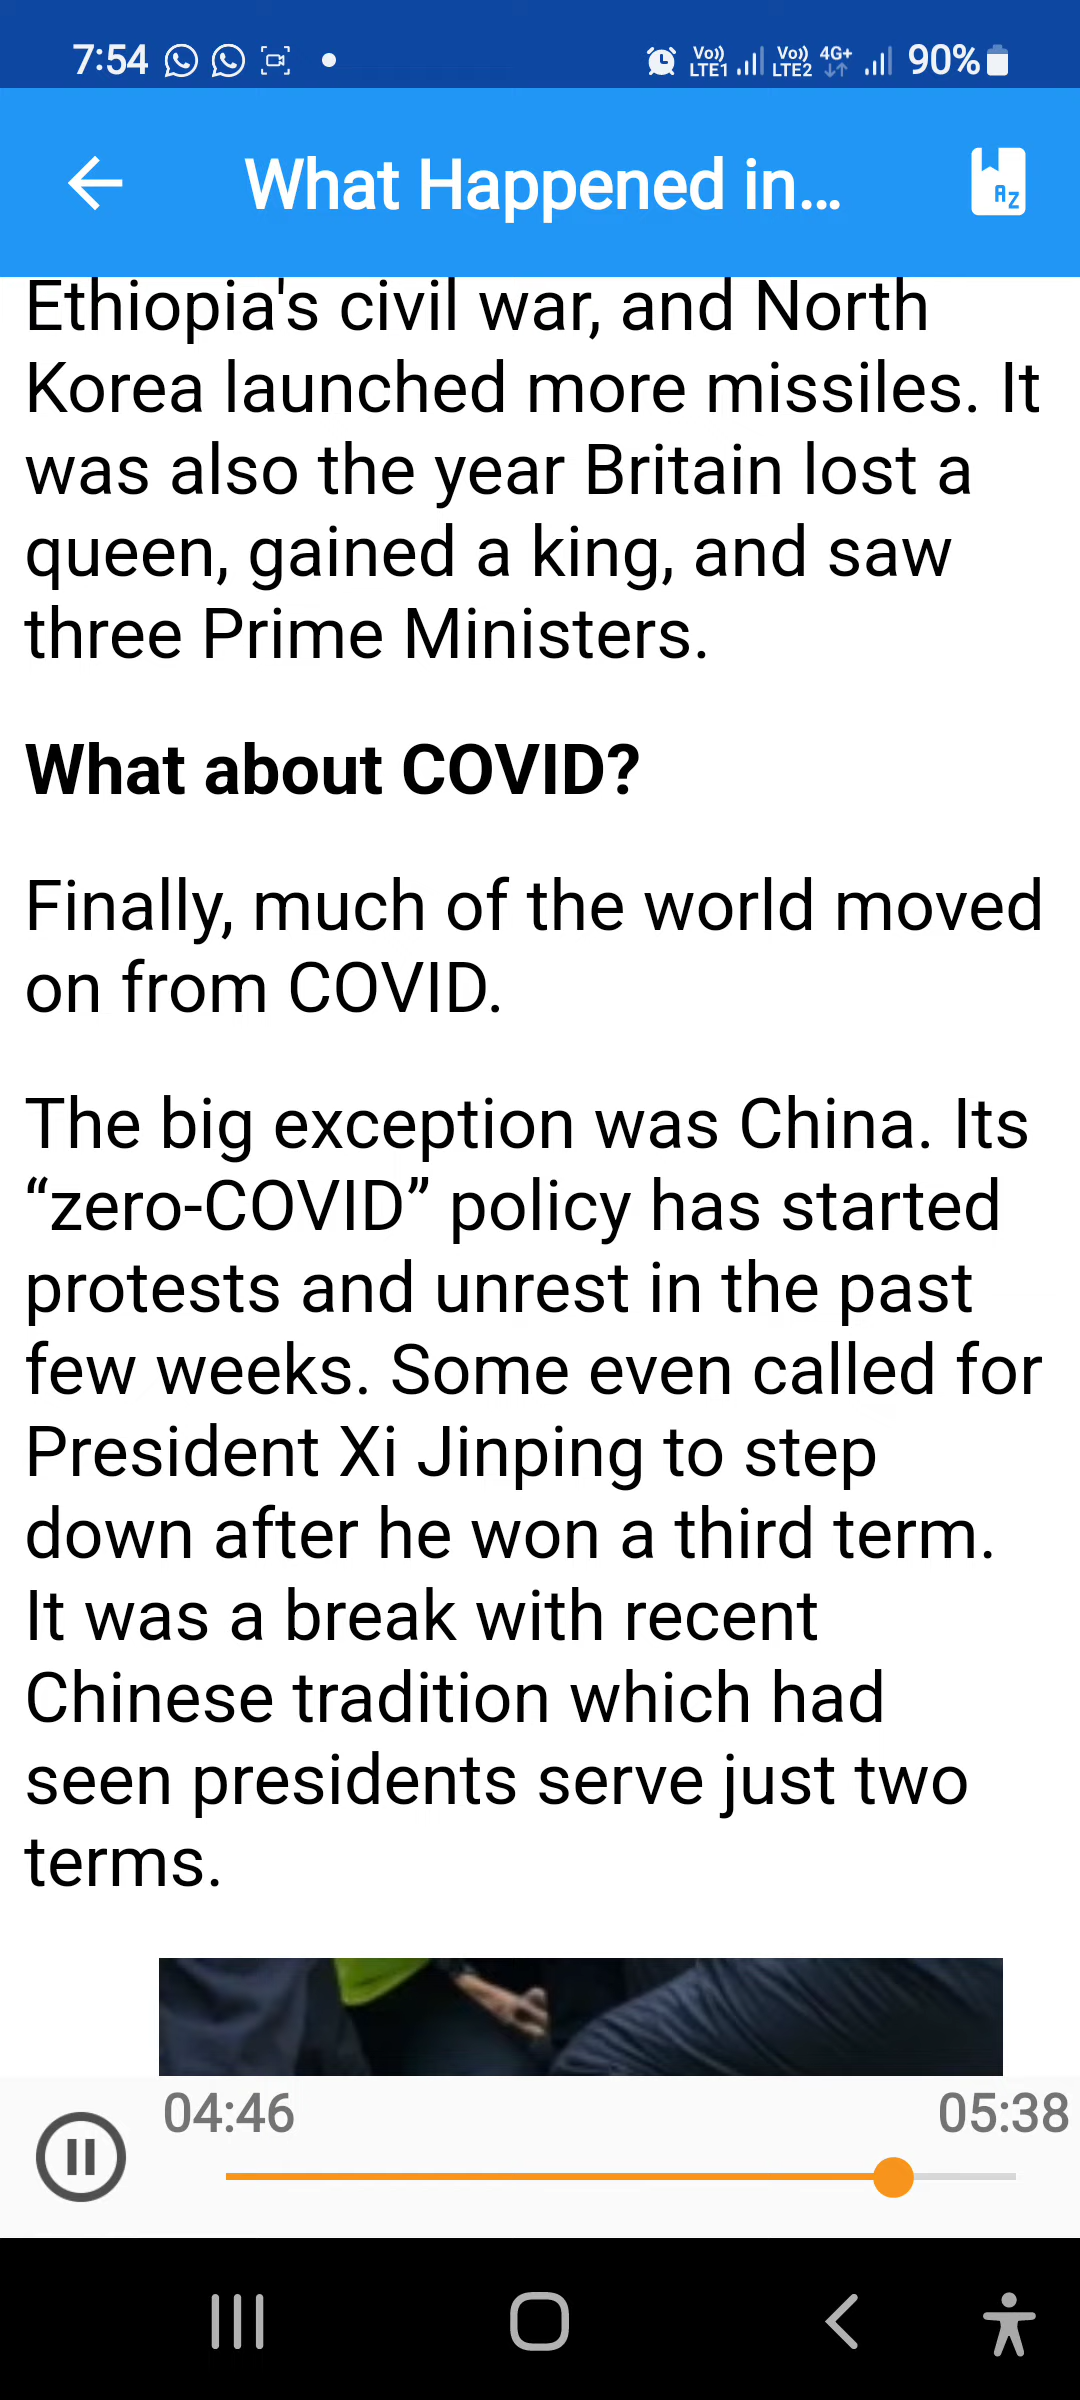 7:54 Vo)) LTE1 Vo)) LTE2 4G+ 90%
What Happened in...
AZ
Ethiopia's civil war, and North
Korea launched more missiles. It
was also the year Britain lost a
queen, gained a king, and saw
three Prime Ministers.
What about COVID?
Finally, much of the world moved
on from COVID.
The big exception was China. Its
“zero-COVID” policy has started
protests and unrest in the past
few weeks. Some even called for
President Xi Jinping to step
down after he won a third term.
It was a break with recent
Chinese tradition which had
seen presidents serve just two
terms.
04:46 05:38